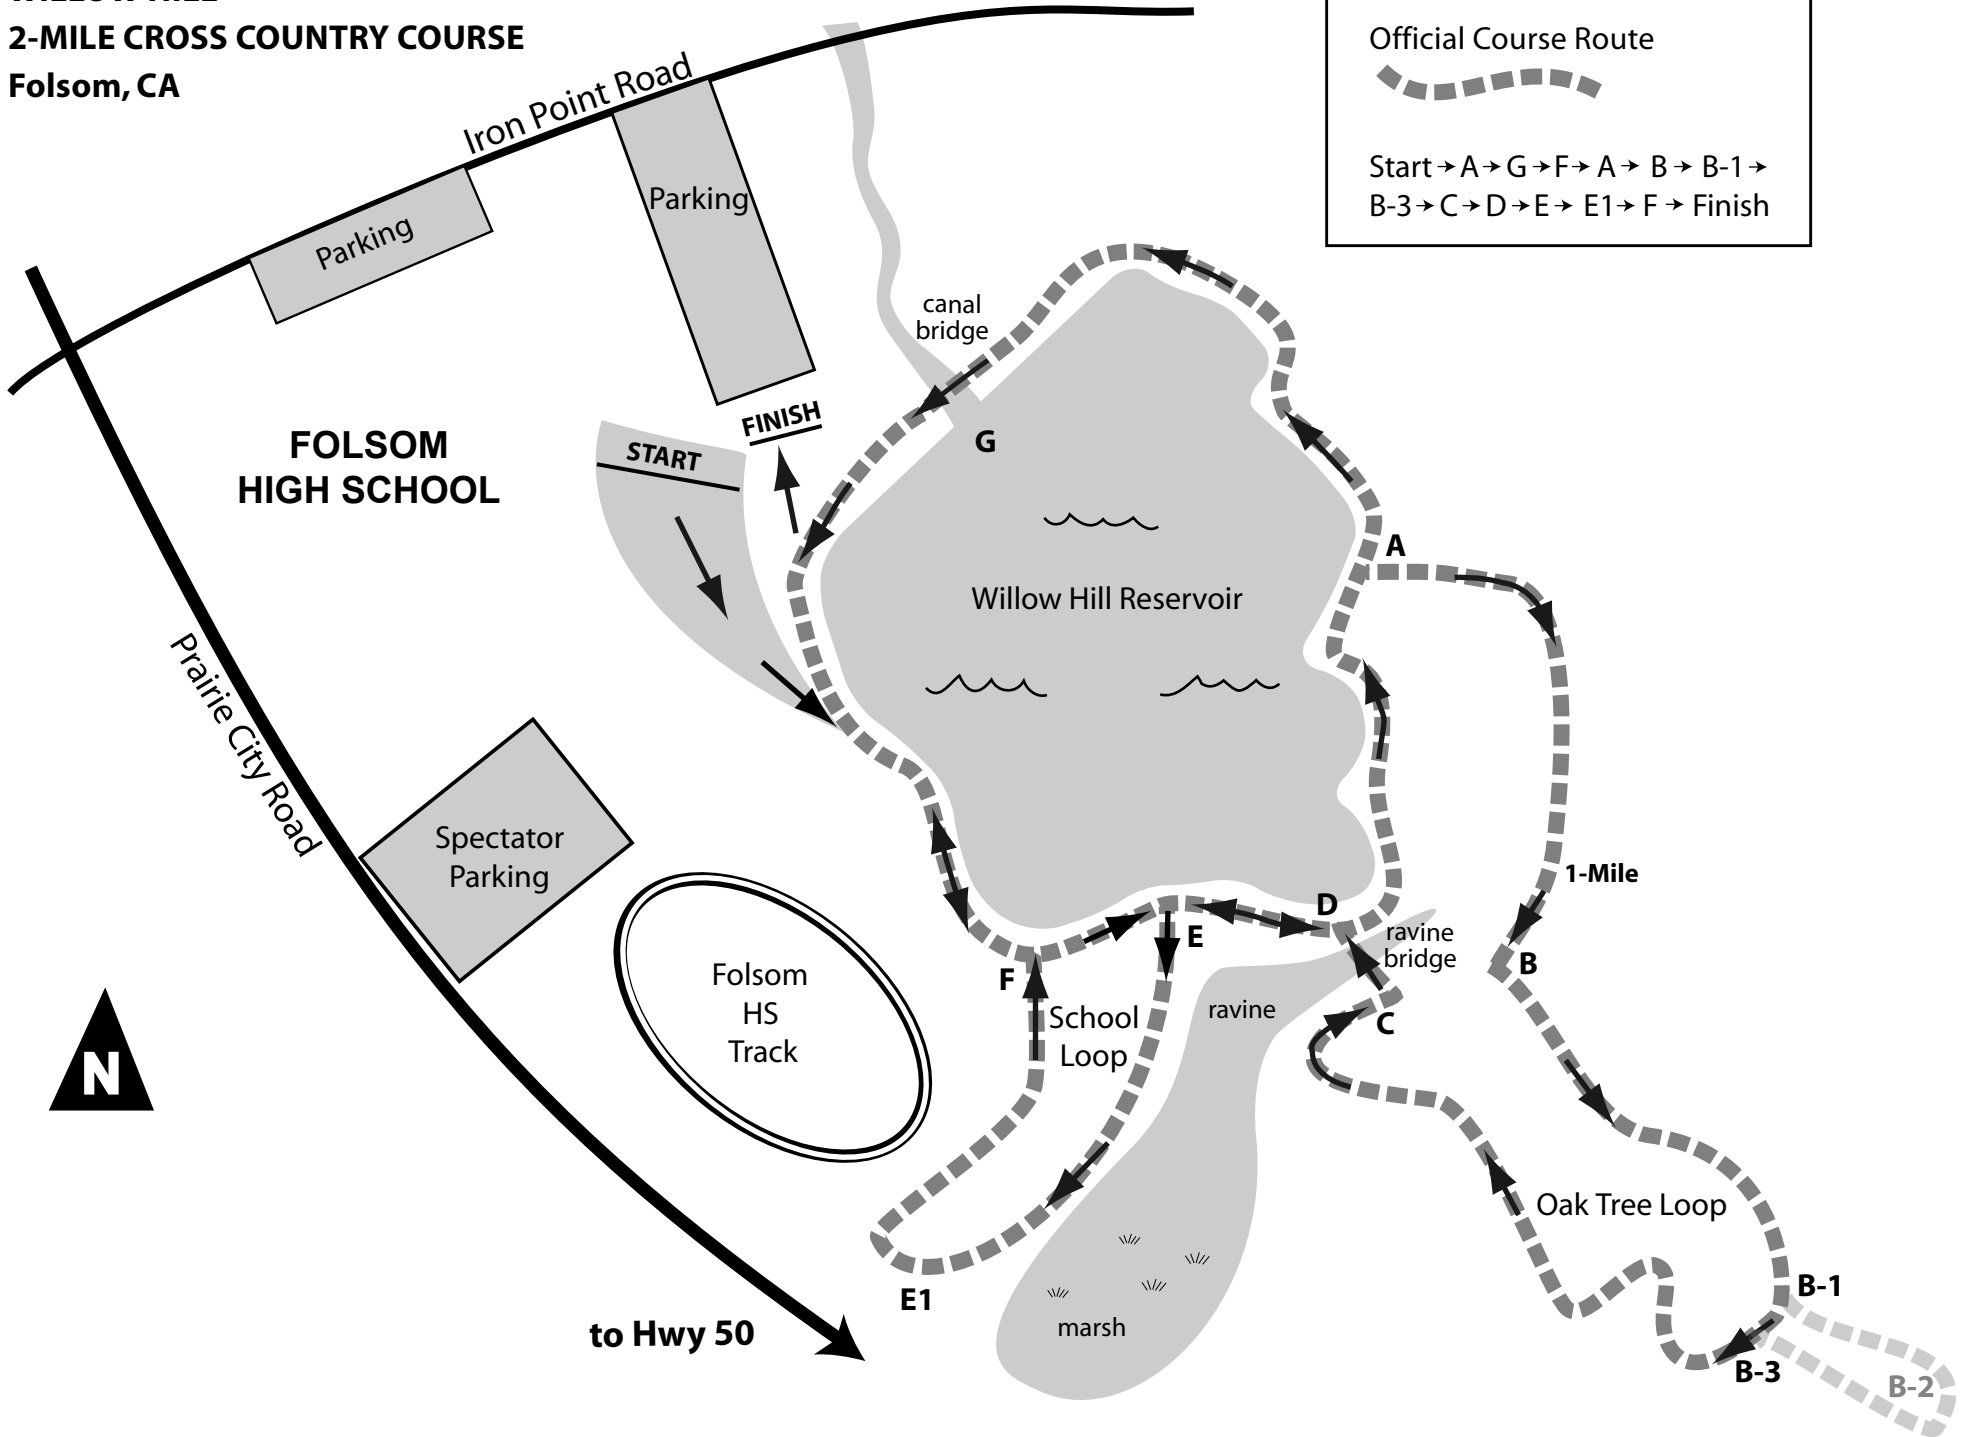 2-MILE CROSS COUNTRY COURSE
Folsom, CA
Official Course Route
Start → A → G → F → A → B → B-1 →
B-3 → C → D → E → E1 → F → Finish
Iron Point Road
Parking
Parking
canal
bridge
FINISH
START
FOLSOM
HIGH SCHOOL
G
A
Willow Hill Reservoir
Prairie City Road
Spectator
Parking
1-Mile
D
E
ravine
bridge
B
F
Folsom
HS
Track
School
Loop
ravine
C
N
Oak Tree Loop
E1
B-1
to Hwy 50
marsh
B-3
B-2